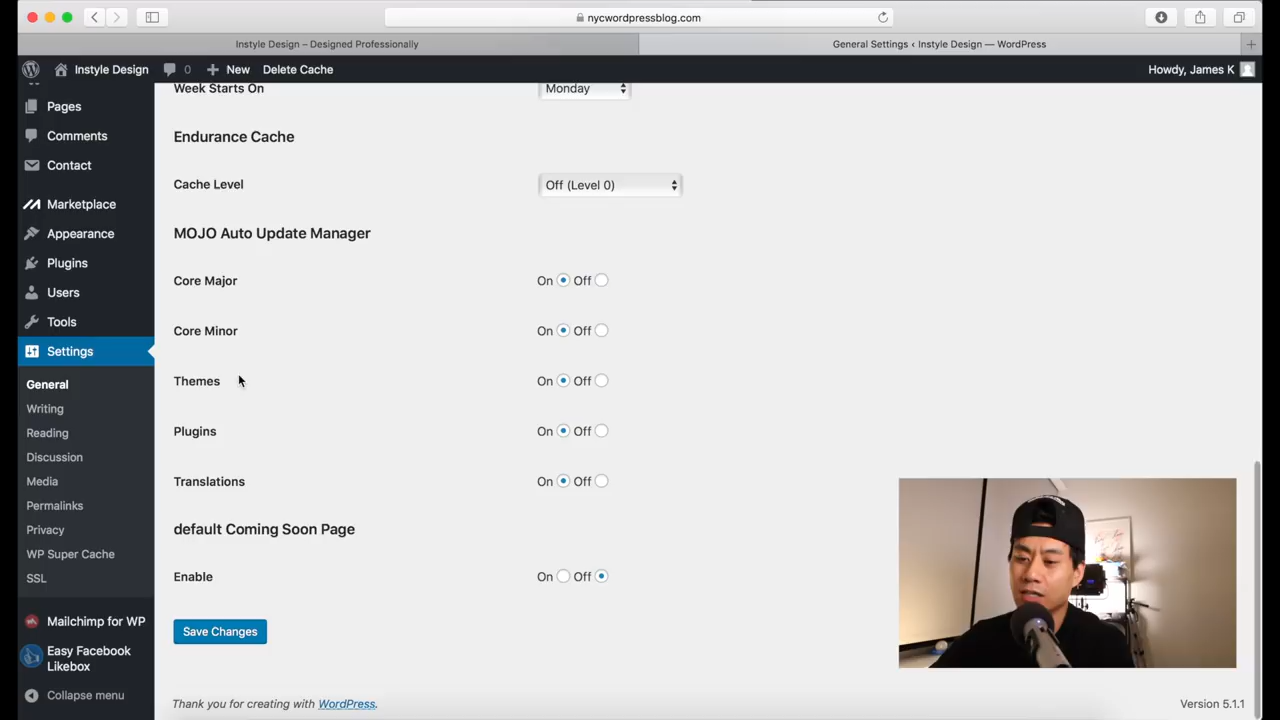 nycwordpressblog.com
Instyle Design – Designed Professionally
General Settings ‹ Instyle Design — WordPress
Instyle Design 0 New Delete Cache Howdy, James K
Pages
Comments
Contact
Marketplace
Appearance
Plugins
Users
Tools
Settings
General
Writing
Reading
Discussion
Media
Permalinks
Privacy
WP Super Cache
SSL
Mailchimp for WP
Easy Facebook
Likebox
Collapse menu
Week Starts On Monday
Endurance Cache
Cache Level Off (Level 0)
MOJO Auto Update Manager
Core Major On Off
Core Minor On Off
Themes On Off
Plugins On Off
Translations On Off
default Coming Soon Page
Enable On Off
Save Changes
Thank you for creating with WordPress. Version 5.1.1